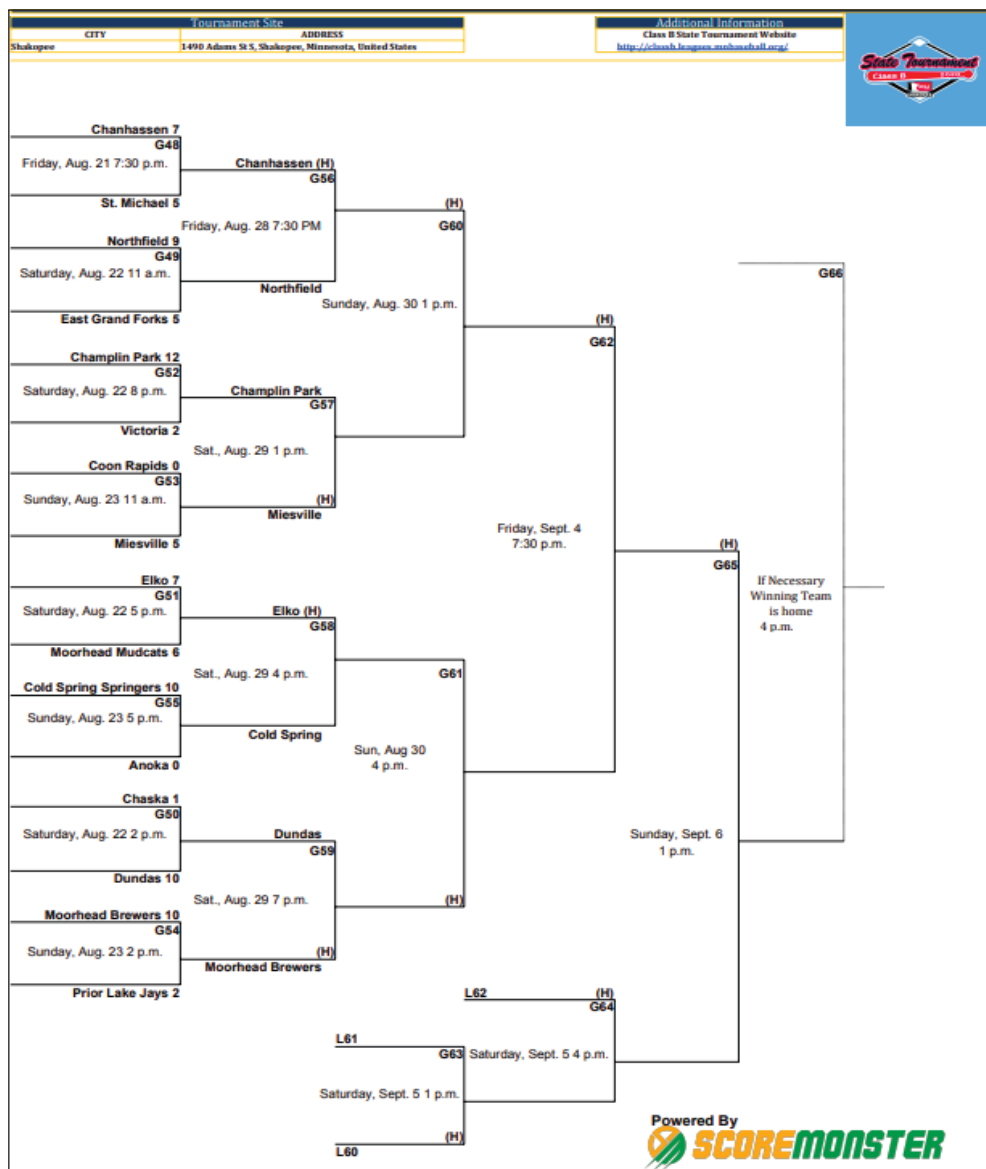 Tournament Site
Additional Information
CITY
ADDRESS
Class B State Tournament Website
Shakopee
1490 Adams St S, Shakopee, Minnesota, United States
http://classb.leagues.mnbaseball.org/
State Tournament
Class B
Chanhassen 7
G48
Friday, Aug. 21 7:30 p.m.
Chanhassen (H)
G56
St. Michael 5
(H)
Friday, Aug. 28 7:30 PM
G60
Northfield 9
G49
Saturday, Aug. 22 11 a.m.
G66
Northfield
Sunday, Aug. 30 1 p.m.
East Grand Forks 5
(H)
G62
Champlin Park 12
G52
Saturday, Aug. 22 8 p.m.
Champlin Park
G57
Victoria 2
Sat., Aug. 29 1 p.m.
Coon Rapids 0
G53
Sunday, Aug. 23 11 a.m.
(H)
Miesville
Friday, Sept. 4
7:30 p.m.
Miesville 5
(H)
G65
Elko 7
G51
If Necessary
Winning Team
is home
4 p.m.
Saturday, Aug. 22 5 p.m.
Elko (H)
G58
Moorhead Mudcats 6
Sat., Aug. 29 4 p.m.
G61
Cold Spring Springers 10
G55
Sunday, Aug. 23 5 p.m.
Cold Spring
Sun, Aug 30
4 p.m.
Anoka 0
Chaska 1
G50
Saturday, Aug. 22 2 p.m.
Dundas
G59
Sunday, Sept. 6
1 p.m.
Dundas 10
Sat., Aug. 29 7 p.m.
(H)
Moorhead Brewers 10
G54
Sunday, Aug. 23 2 p.m.
(H)
Moorhead Brewers
Prior Lake Jays 2
L62
(H)
G64
L61
G63
Saturday, Sept. 5 4 p.m.
Saturday, Sept. 5 1 p.m.
(H)
L60
Powered By
SCOREMONSTER